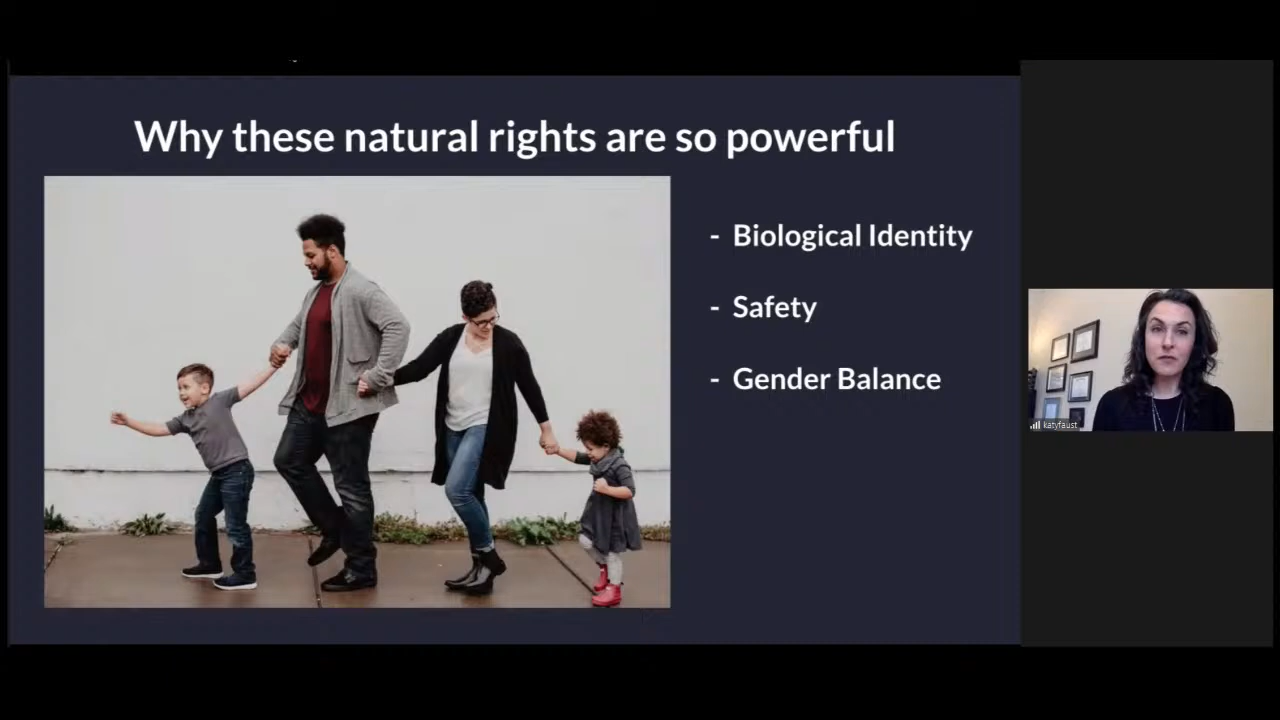 Why these natural rights are so powerful
- Biological Identity
- Safety
- Gender Balance
katyfaust